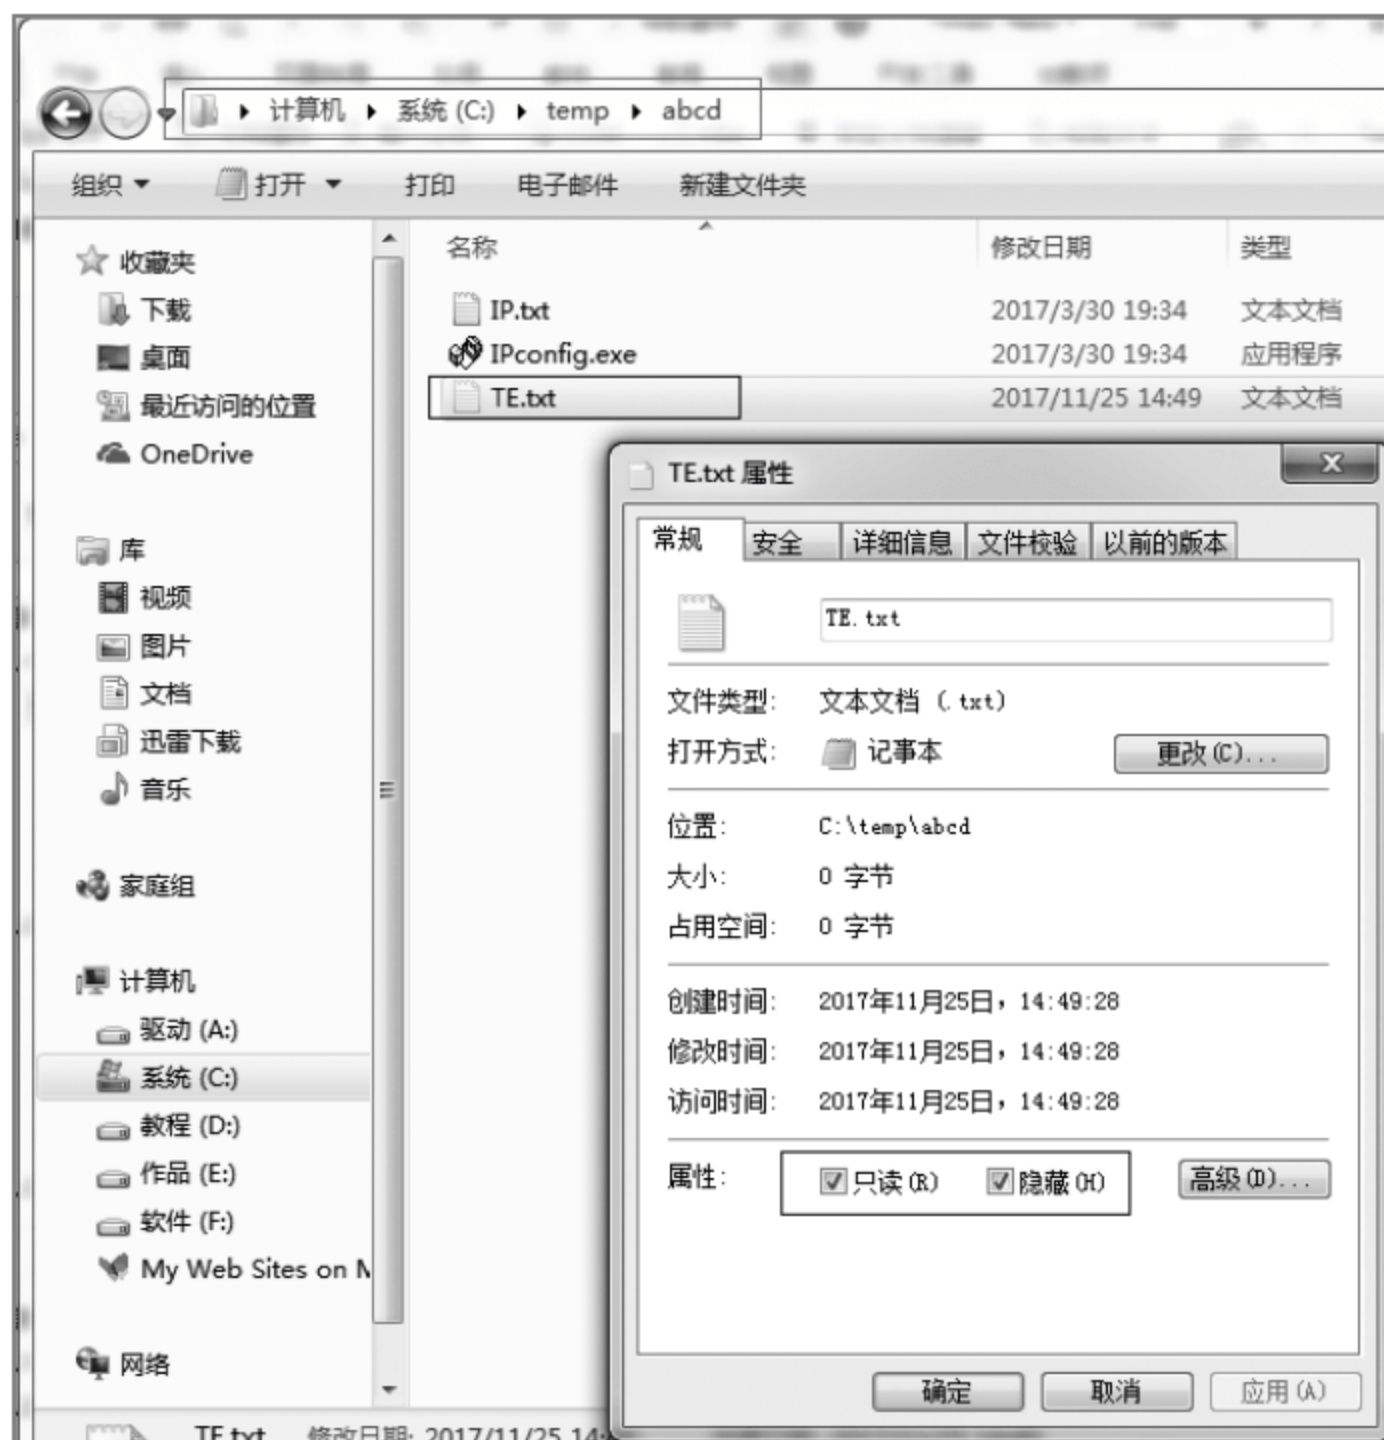 计算机 系统 (C:) temp abcd
组织 打开 打印 电子邮件 新建文件夹
名称 修改日期 类型
收藏夹
下载
桌面
最近访问的位置
OneDrive
库
视频
图片
文档
迅雷下载
音乐
家庭组
计算机
驱动 (A:)
系统 (C:)
教程 (D:)
作品 (E:)
软件 (F:)
My Web Sites on M
网络
IP.txt 2017/3/30 19:34 文本文档
IPconfig.exe 2017/3/30 19:34 应用程序
TE.txt 2017/11/25 14:49 文本文档
TE.txt 属性
x
常规 安全 详细信息 文件校验 以前的版本
TE.txt
文件类型: 文本文档 (.txt)
打开方式: 记事本 更改(C)...
位置: C:\temp\abcd
大小: 0 字节
占用空间: 0 字节
创建时间: 2017年11月25日，14:49:28
修改时间: 2017年11月25日，14:49:28
访问时间: 2017年11月25日，14:49:28
属性: 只读(R) 隐藏(H) 高级(D)...
确定 取消 应用(A)
TE.txt 修改日期: 2017/11/25 14: